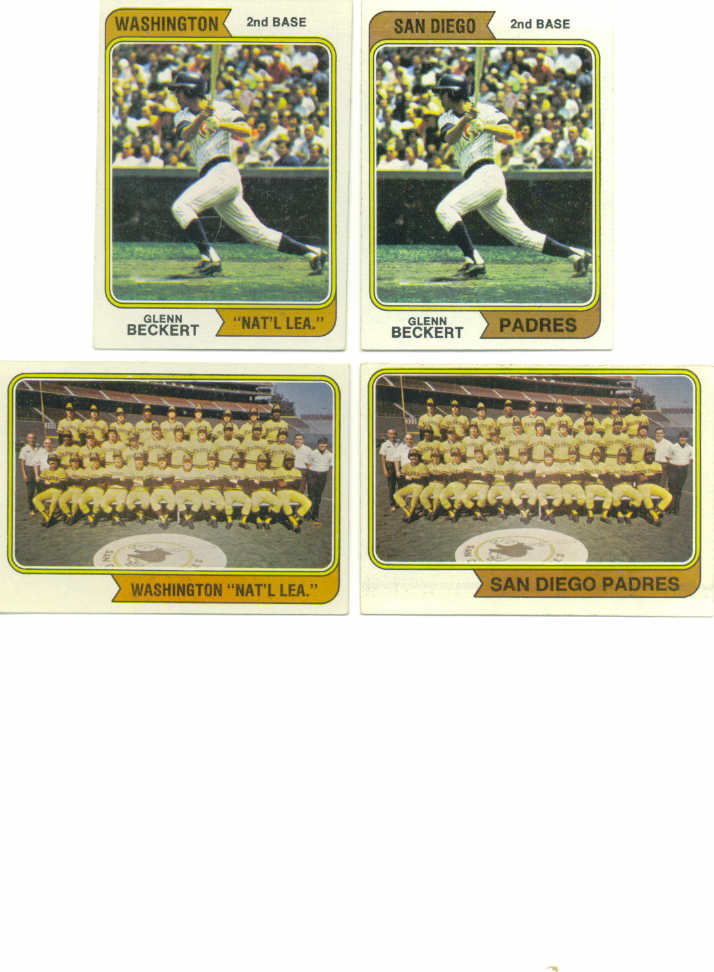 WASHINGTON 2nd BASE
GLENN
BECKERT
"NAT'L LEA."
SAN DIEGO 2nd BASE
GLENN
BECKERT
PADRES
WASHINGTON "NAT'L LEA."
SAN DIEGO PADRES